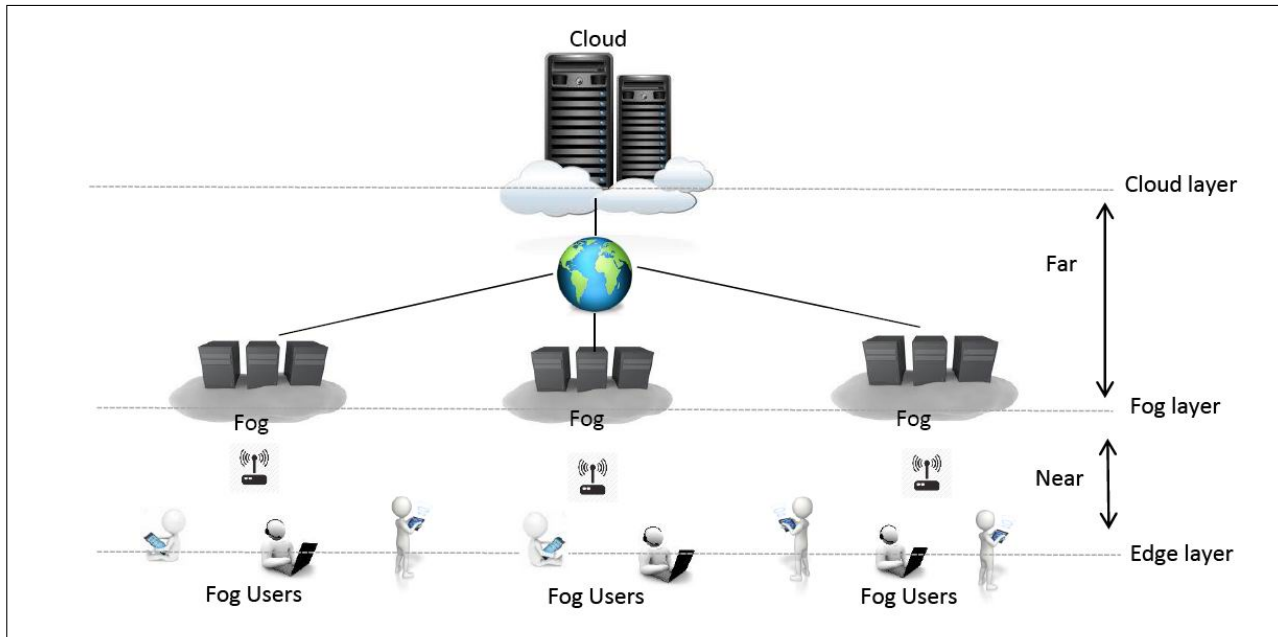 Cloud
Cloud layer
Far
Fog
Fog
Fog
Fog layer
Near
Edge layer
Fog Users
Fog Users
Fog Users